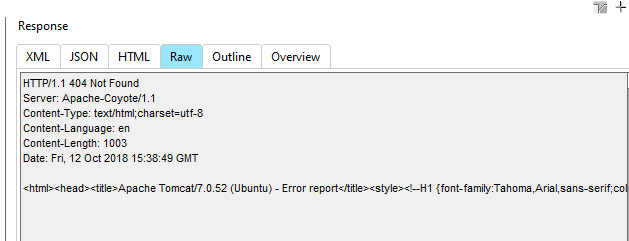 Response
XML JSON HTML Raw Outline Overview
HTTP/1.1 404 Not Found
Server: Apache-Coyote/1.1
Content-Type: text/html;charset=utf-8
Content-Language: en
Content-Length: 1003
Date: Fri, 12 Oct 2018 15:38:49 GMT
<html><head><title>Apache Tomcat/7.0.52 (Ubuntu) - Error report</title><style><!--H1 {font-family:Tahoma,Arial,sans-serif;col